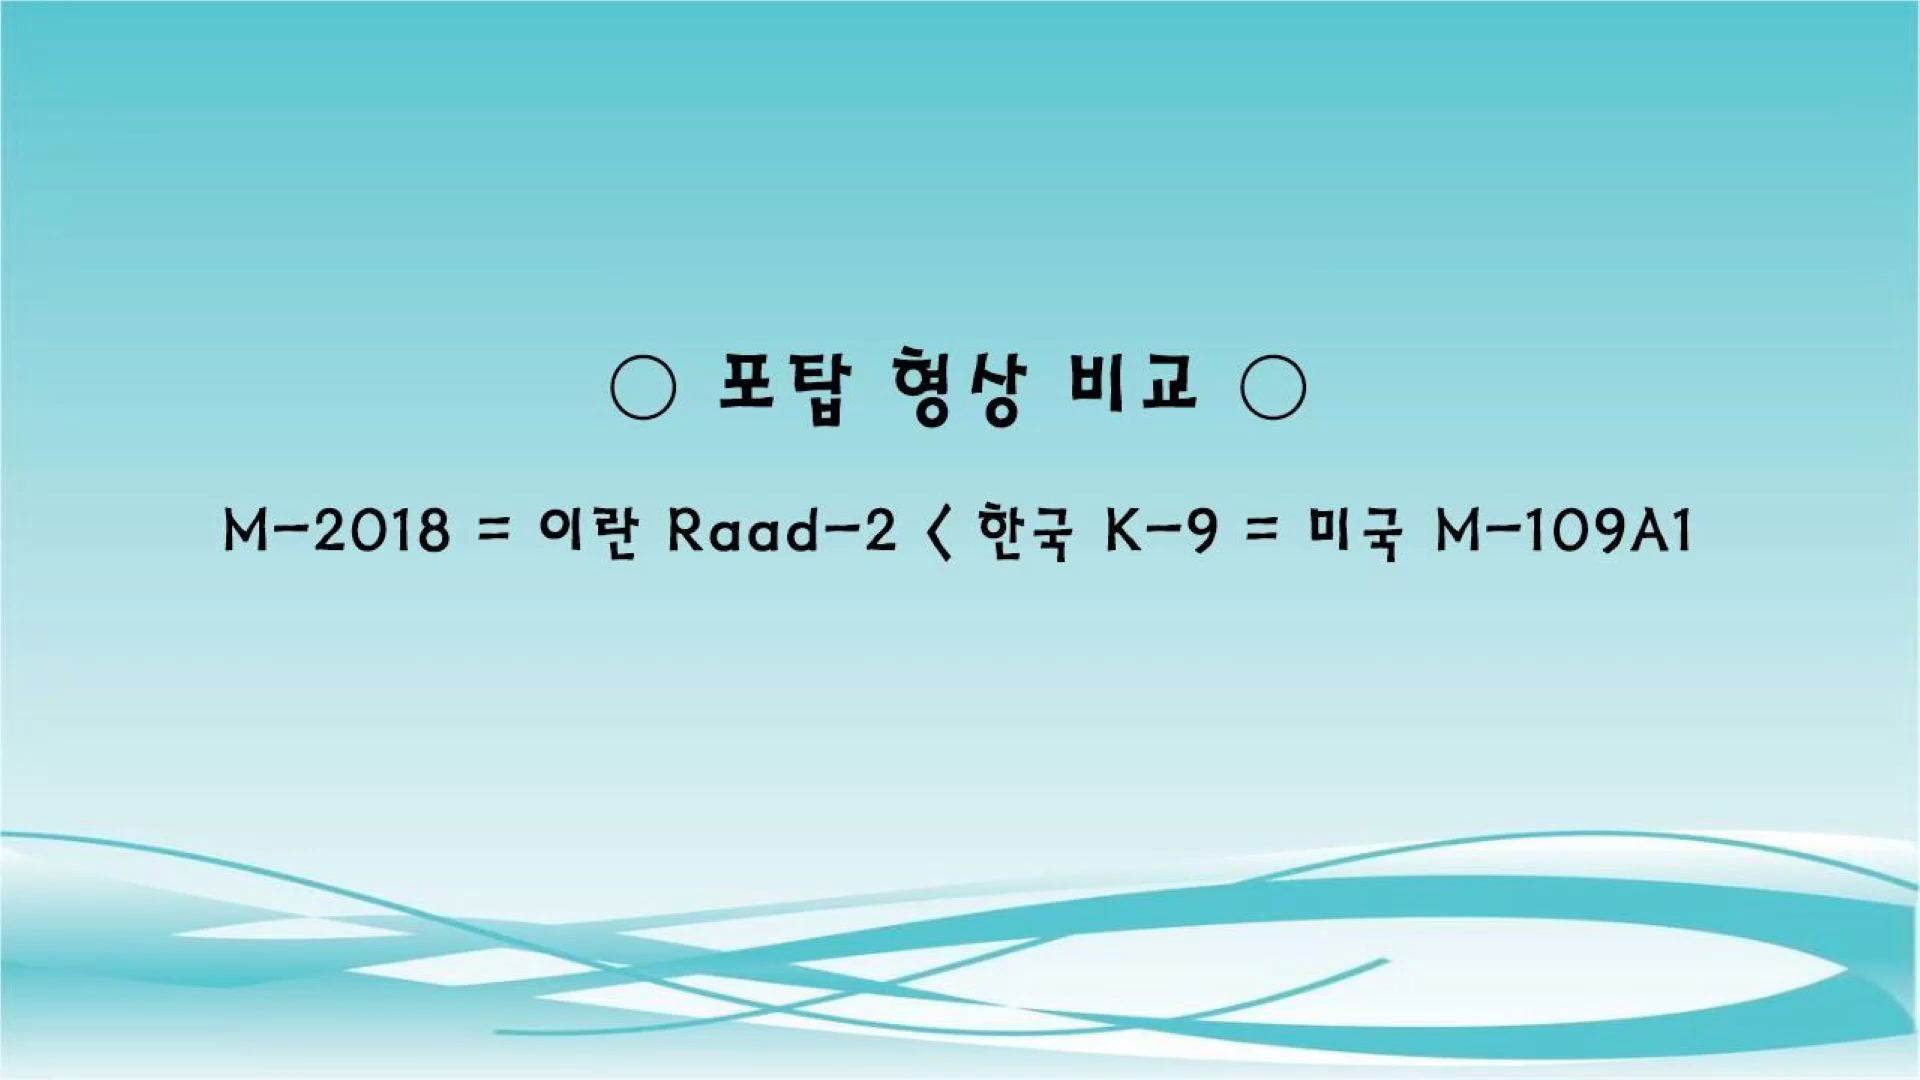 ○ 포탑 형상 비교 ○
M-2018 = 이란 Raad-2 < 한국 K-9 = 미국 M-109A1